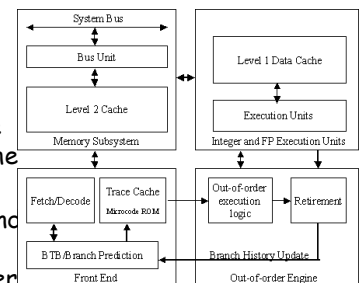 System Bus
Bus Unit
Level 2 Cache
Memory Subsystem
Level 1 Data Cache
Execution Units
Integer and FP Execution Units
Fetch/Decode
Trace Cache
Microcode ROM
BTB/Branch Prediction
Front End
Out-of-order
execution
logic
Retirement
Branch History Update
Out-of-order Engine